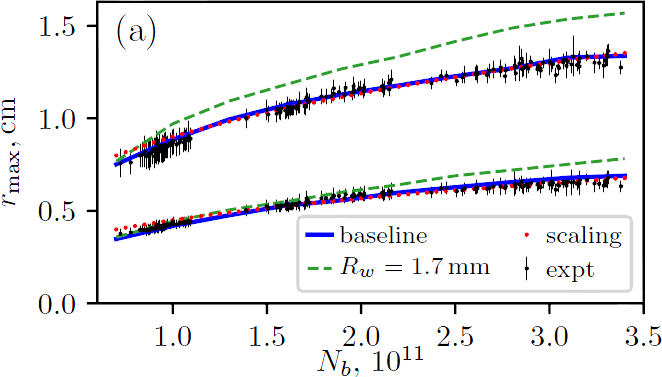 (a)
1.5
1.0
0.5
0.0
r_max, cm
baseline
scaling
R_w = 1.7 mm
expt
1.0 1.5 2.0 2.5 3.0 3.5
N_b, 10^11